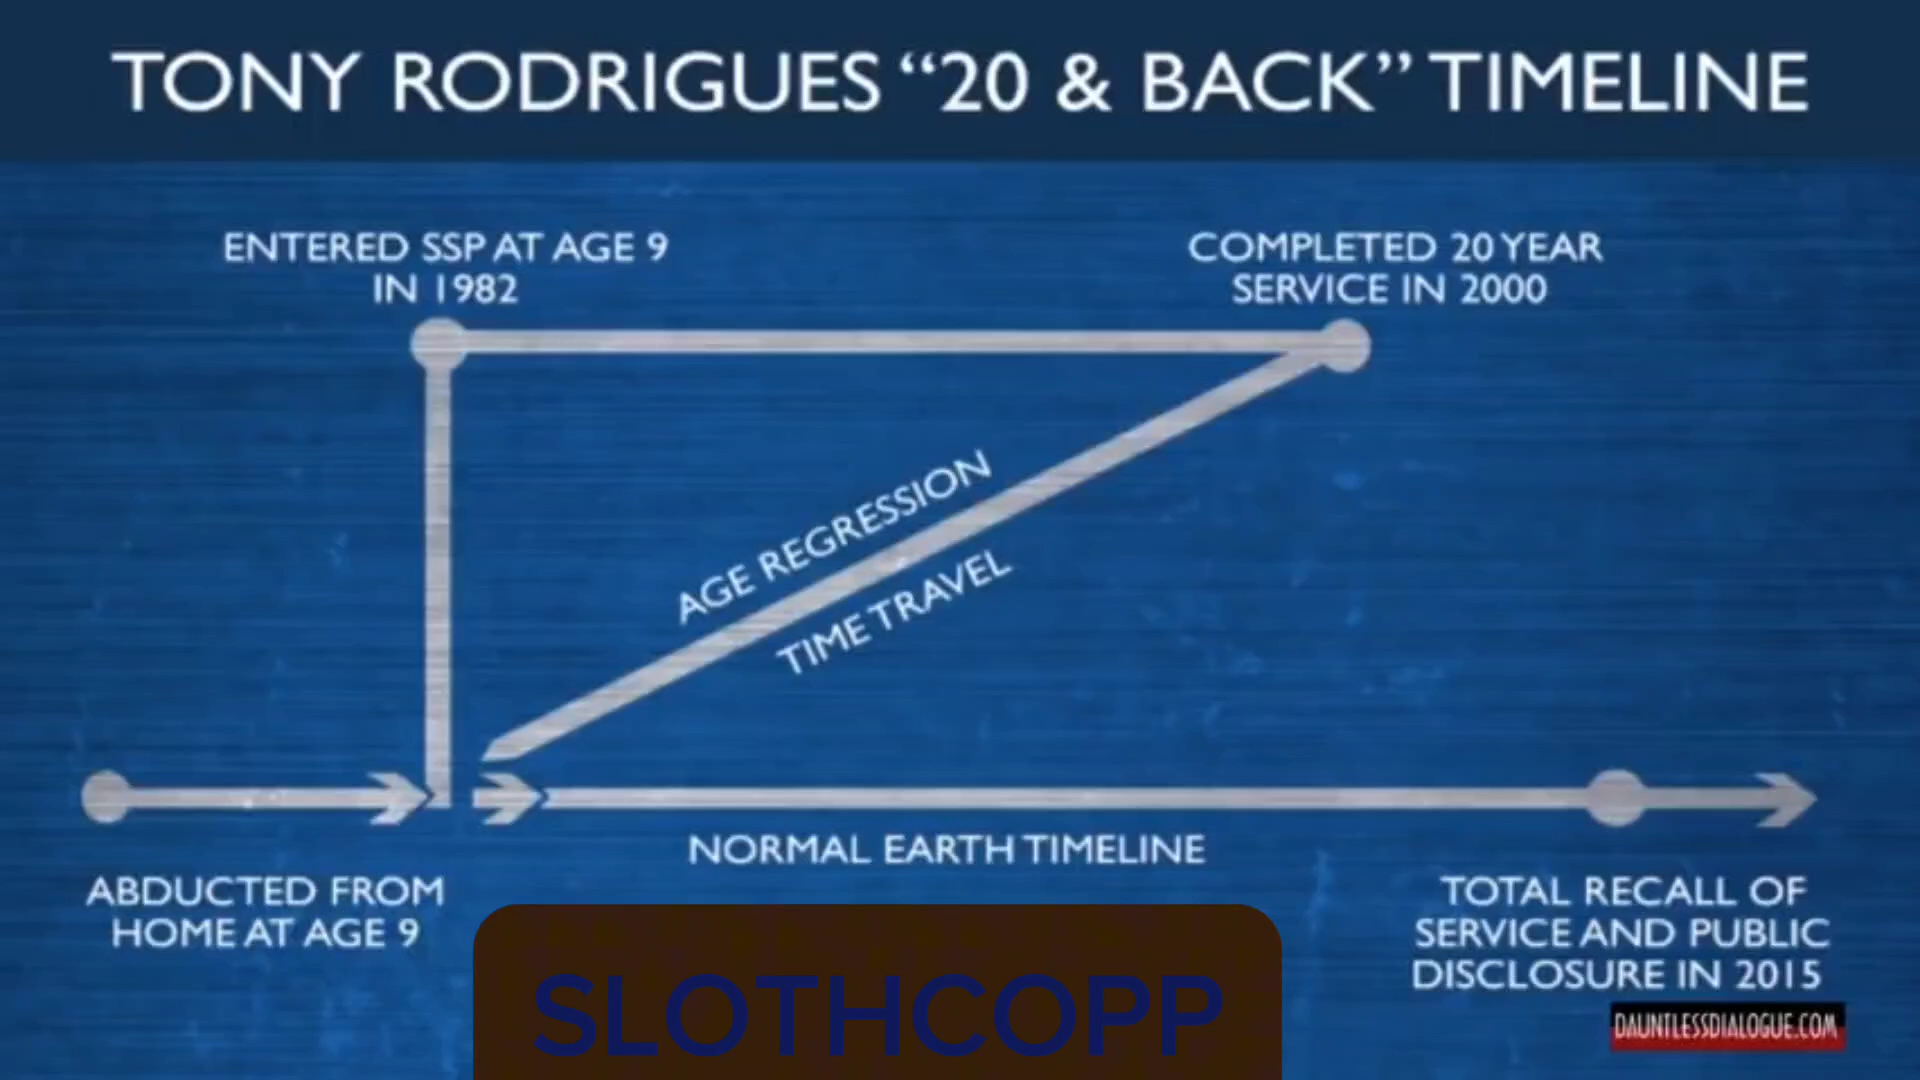 TONY RODRIGUES “20 & BACK” TIMELINE
ENTERED SSP AT AGE 9
IN 1982
COMPLETED 20 YEAR
SERVICE IN 2000
AGE REGRESSION
TIME TRAVEL
NORMAL EARTH TIMELINE
ABDUCTED FROM
HOME AT AGE 9
TOTAL RECALL OF
SERVICE AND PUBLIC
DISCLOSURE IN 2015
SLOTHCOPP
DAUNTLESSDIALOGUE.COM